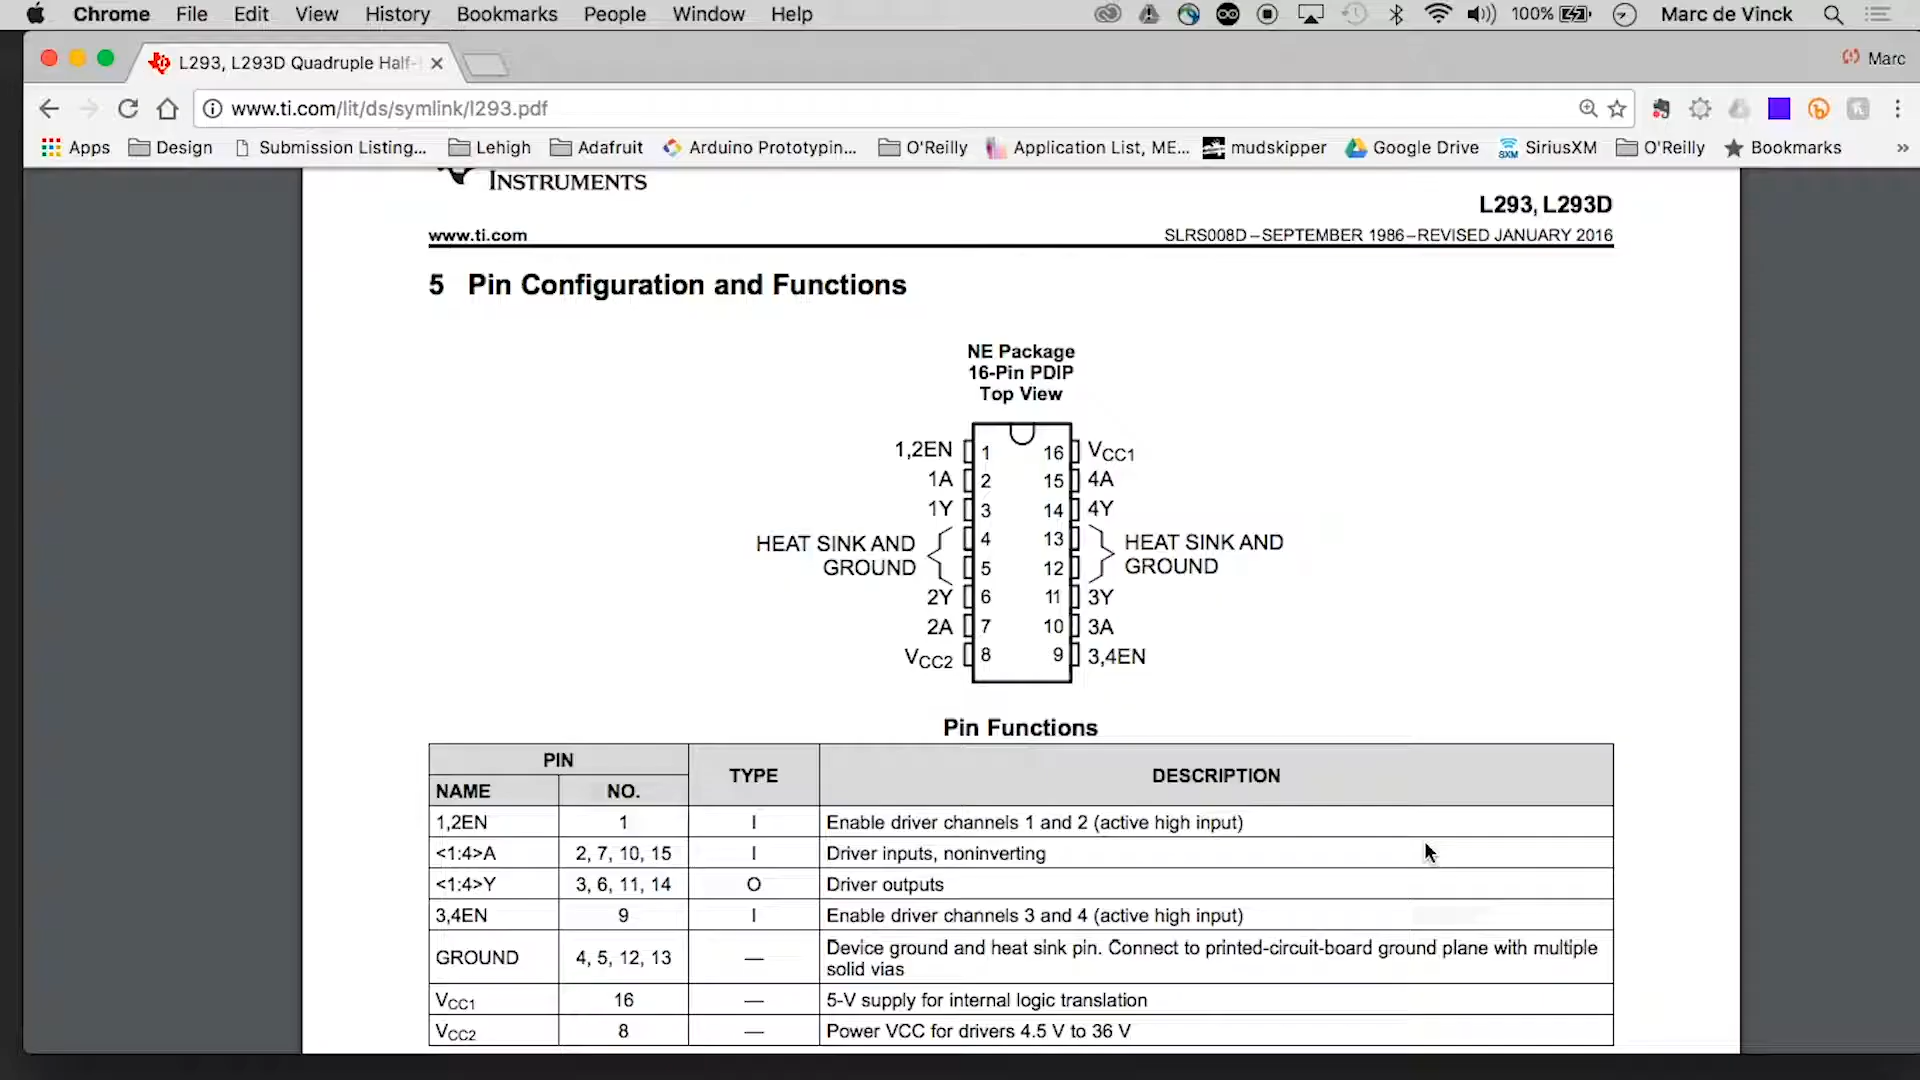 Chrome File Edit View History Bookmarks People Window Help 100% Marc de Vinck
L293, L293D Quadruple Half- Marc
www.ti.com/lit/ds/symlink/l293.pdf
Apps Design Submission Listing... Lehigh Adafruit Arduino Prototypin... O'Reilly Application List, ME... mudskipper Google Drive SXM SiriusXM O'Reilly Bookmarks »
INSTRUMENTS
L293, L293D
www.ti.com SLRS008D–SEPTEMBER 1986–REVISED JANUARY 2016
5 Pin Configuration and Functions
NE Package
16-Pin PDIP
Top View
1,2EN 1 16 VCC1
1A 2 15 4A
1Y 3 14 4Y
HEAT SINK AND GROUND 4 13 HEAT SINK AND GROUND
5 12
2Y 6 11 3Y
2A 7 10 3A
VCC2 8 9 3,4EN
Pin Functions
PIN TYPE DESCRIPTION
NAME NO.
1,2EN 1 I Enable driver channels 1 and 2 (active high input)
<1:4>A 2, 7, 10, 15 I Driver inputs, noninverting
<1:4>Y 3, 6, 11, 14 O Driver outputs
3,4EN 9 I Enable driver channels 3 and 4 (active high input)
GROUND 4, 5, 12, 13 — Device ground and heat sink pin. Connect to printed-circuit-board ground plane with multiple
solid vias
VCC1 16 — 5-V supply for internal logic translation
VCC2 8 — Power VCC for drivers 4.5 V to 36 V